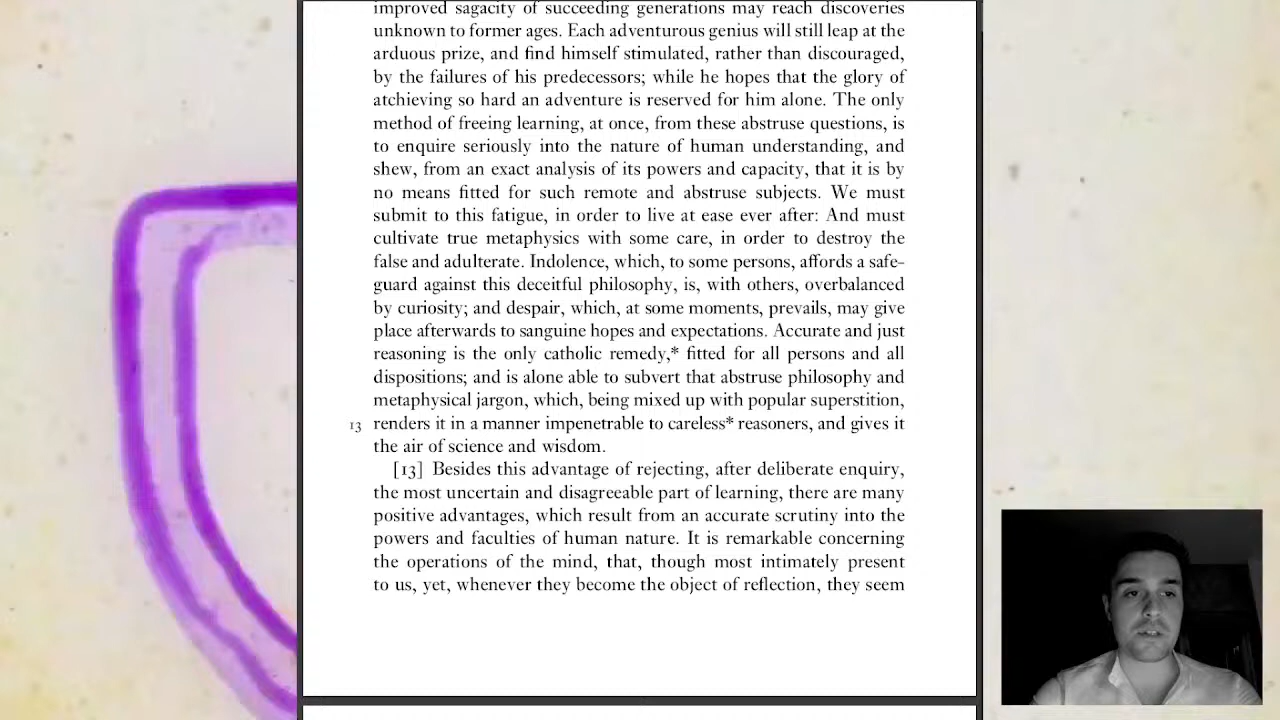 improved sagacity of succeeding generations may reach discoveries
unknown to former ages. Each adventurous genius will still leap at the
arduous prize, and find himself stimulated, rather than discouraged,
by the failures of his predecessors; while he hopes that the glory of
atchieving so hard an adventure is reserved for him alone. The only
method of freeing learning, at once, from these abstruse questions, is
to enquire seriously into the nature of human understanding, and
shew, from an exact analysis of its powers and capacity, that it is by
no means fitted for such remote and abstruse subjects. We must
submit to this fatigue, in order to live at ease ever after: And must
cultivate true metaphysics with some care, in order to destroy the
false and adulterate. Indolence, which, to some persons, affords a safe-
guard against this deceitful philosophy, is, with others, overbalanced
by curiosity; and despair, which, at some moments, prevails, may give
place afterwards to sanguine hopes and expectations. Accurate and just
reasoning is the only catholic remedy,* fitted for all persons and all
dispositions; and is alone able to subvert that abstruse philosophy and
metaphysical jargon, which, being mixed up with popular superstition,
13 renders it in a manner impenetrable to careless* reasoners, and gives it
the air of science and wisdom.
[13] Besides this advantage of rejecting, after deliberate enquiry,
the most uncertain and disagreeable part of learning, there are many
positive advantages, which result from an accurate scrutiny into the
powers and faculties of human nature. It is remarkable concerning
the operations of the mind, that, though most intimately present
to us, yet, whenever they become the object of reflection, they seem